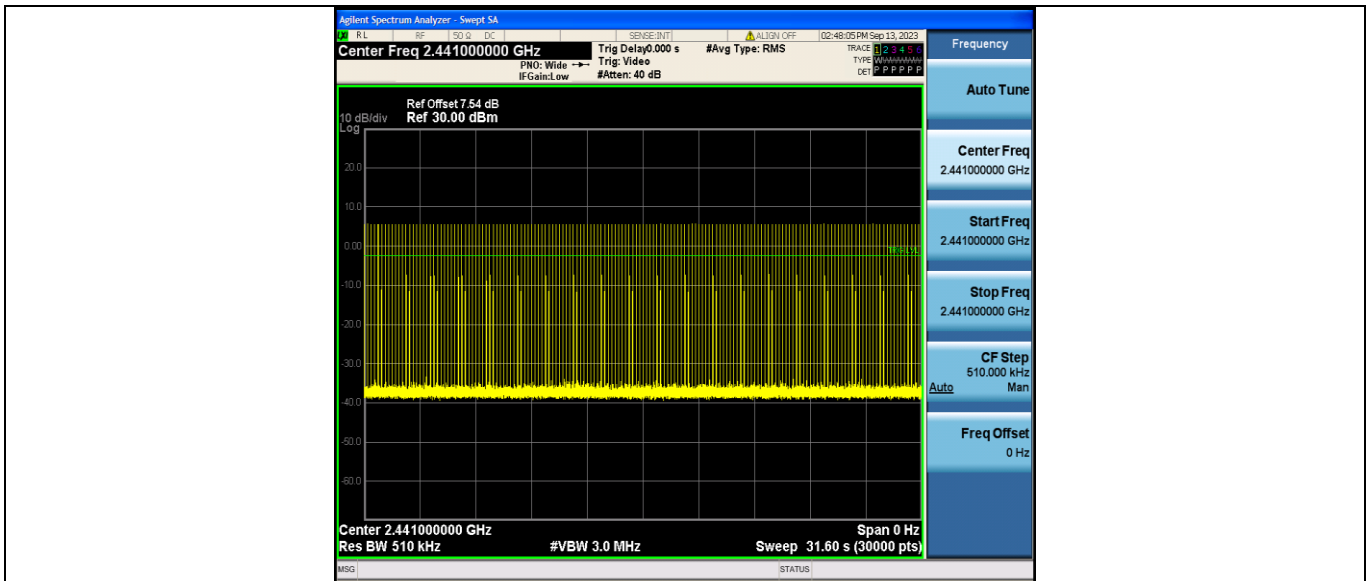 Agilent Spectrum Analyzer - Swept SA
RL RF 50 Ω DC SENSE:INT ALIGN OFF 02:48:05 PM Sep 13, 2023
Center Freq 2.441000000 GHz
PNO: Wide
IFGain:Low
Trig Delay0.000 s
Trig: Video
#Atten: 40 dB
#Avg Type: RMS
TRACE 1 2 3 4 5 6
TYPE WWWWWW
DET P P P P P P
Ref Offset 7.54 dB
10 dB/div Ref 30.00 dBm
Log
20.0
10.0
0.00
TRIG LVL
-10.0
-20.0
-30.0
-40.0
-50.0
-60.0
Center 2.441000000 GHz Span 0 Hz
Res BW 510 kHz #VBW 3.0 MHz Sweep 31.60 s (30000 pts)
MSG STATUS
Frequency
Auto Tune
Center Freq
2.441000000 GHz
Start Freq
2.441000000 GHz
Stop Freq
2.441000000 GHz
CF Step
510.000 kHz
Auto Man
Freq Offset
0 Hz